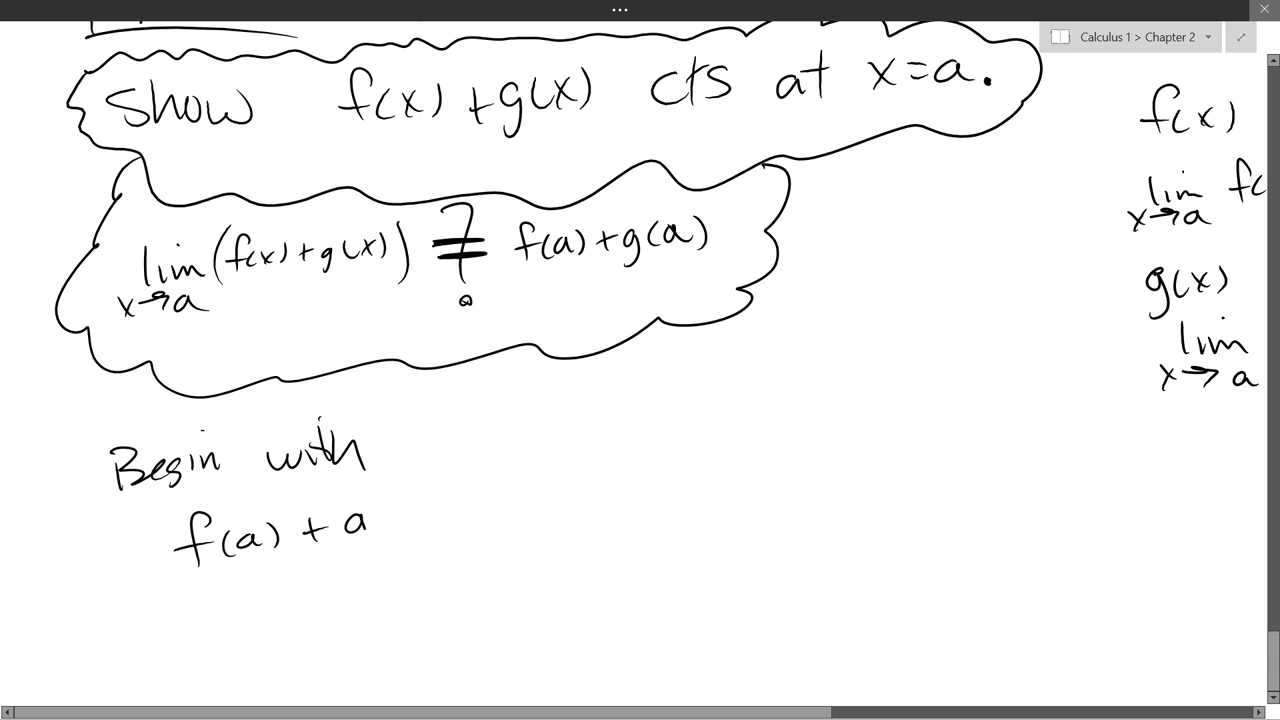 ...
Calculus 1 > Chapter 2
show f(x) + g(x) cts at x=a.
lim (f(x) + g(x)) =? f(a) + g(a)
x→a
Begin with
f(a) + a
f(x)
lim f(
x→a
g(x)
lim
x→a